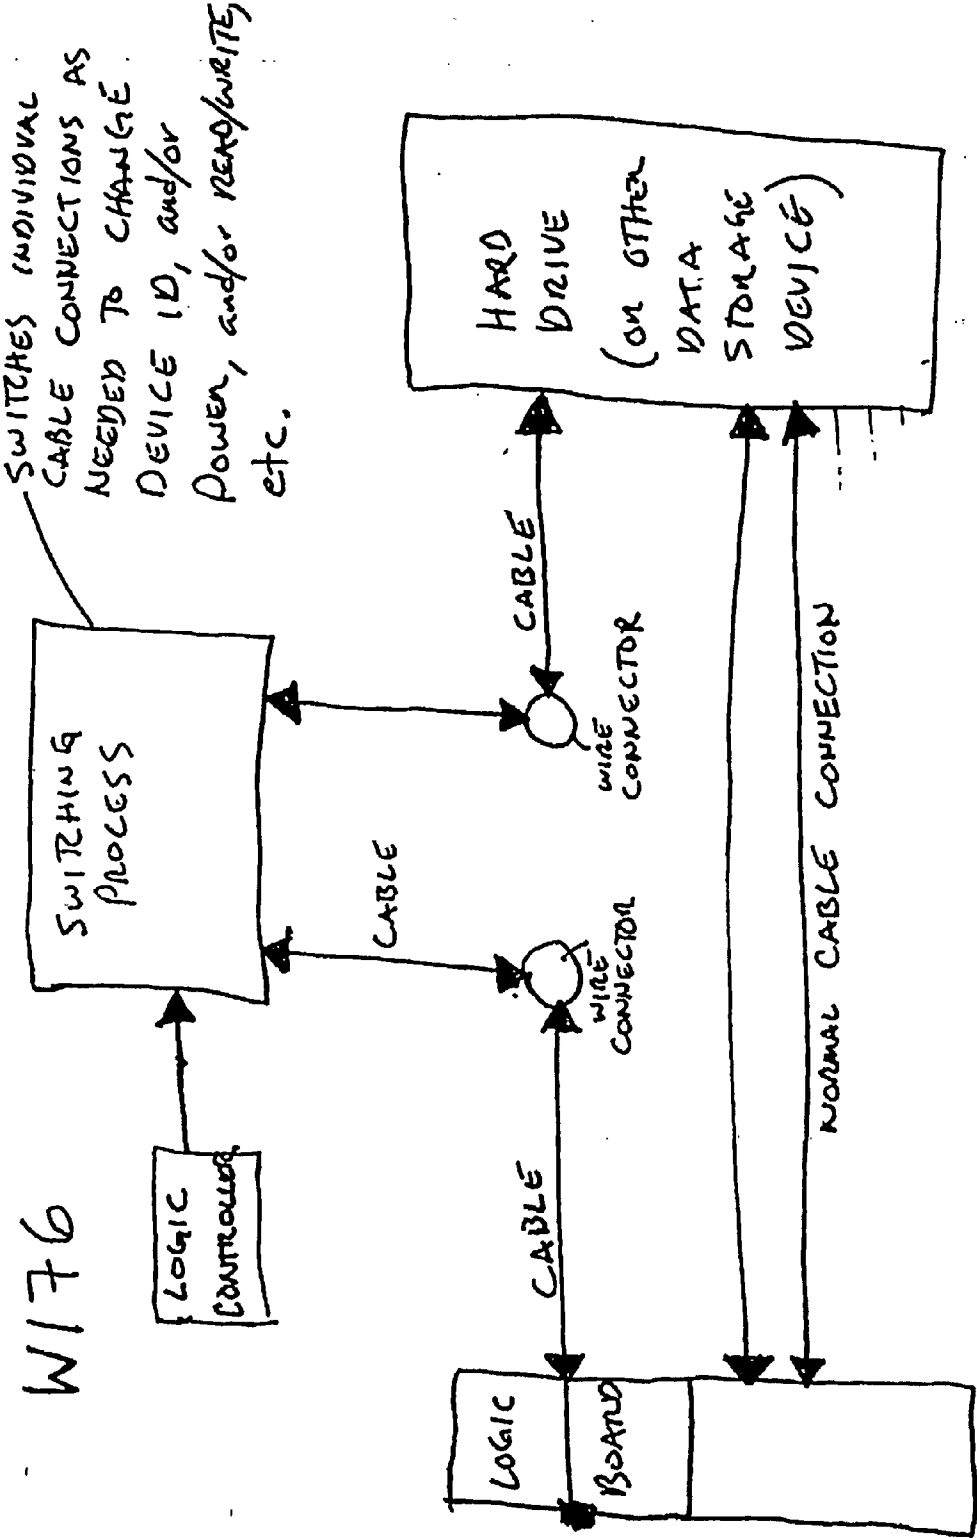 W176
SWITCHES INDIVIDUAL
CABLE CONNECTIONS AS
NEEDED TO CHANGE
DEVICE ID, and/or
Power, and/or READ/WRITE,
etc.
SWITCHING
PROCESS
LOGIC
CONTROLLER
CABLE
WIRE
CONNECTOR
WIRE
CONNECTOR
CABLE
CABLE
HARD
DRIVE
(OR OTHER
DATA
STORAGE
DEVICE)
LOGIC
BOARD
NORMAL CABLE CONNECTION